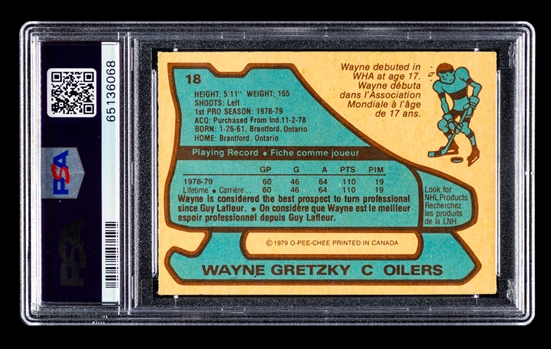 PSA
65136068
18
HEIGHT: 5'11" WEIGHT: 165
SHOOTS: Left
1st PRO SEASON: 1978-79
ACQ: Purchased From Ind.11-2-78
BORN: 1-26-61, Brantford, Ontario
HOME: Brantford, Ontario
Wayne debuted in
WHA at age 17.
Wayne débuta
dans l'Association
Mondiale à l'âge
de 17 ans.
Playing Record • Fiche comme joueur
GP G A PTS PIM
1978-79 60 46 64 110 19
Lifetime • Carrière 60 46 64 110 19
Wayne is considered the best prospect to turn professional
since Guy Lafleur. • On considère que Wayne est le meilleur
espoir professionnel depuis Guy Lafleur.
Look for
NHL Products
Recherchez
les produits
de la LNH
© 1979 O-PEE-CHEE PRINTED IN CANADA
WAYNE GRETZKY C OILERS
PSA